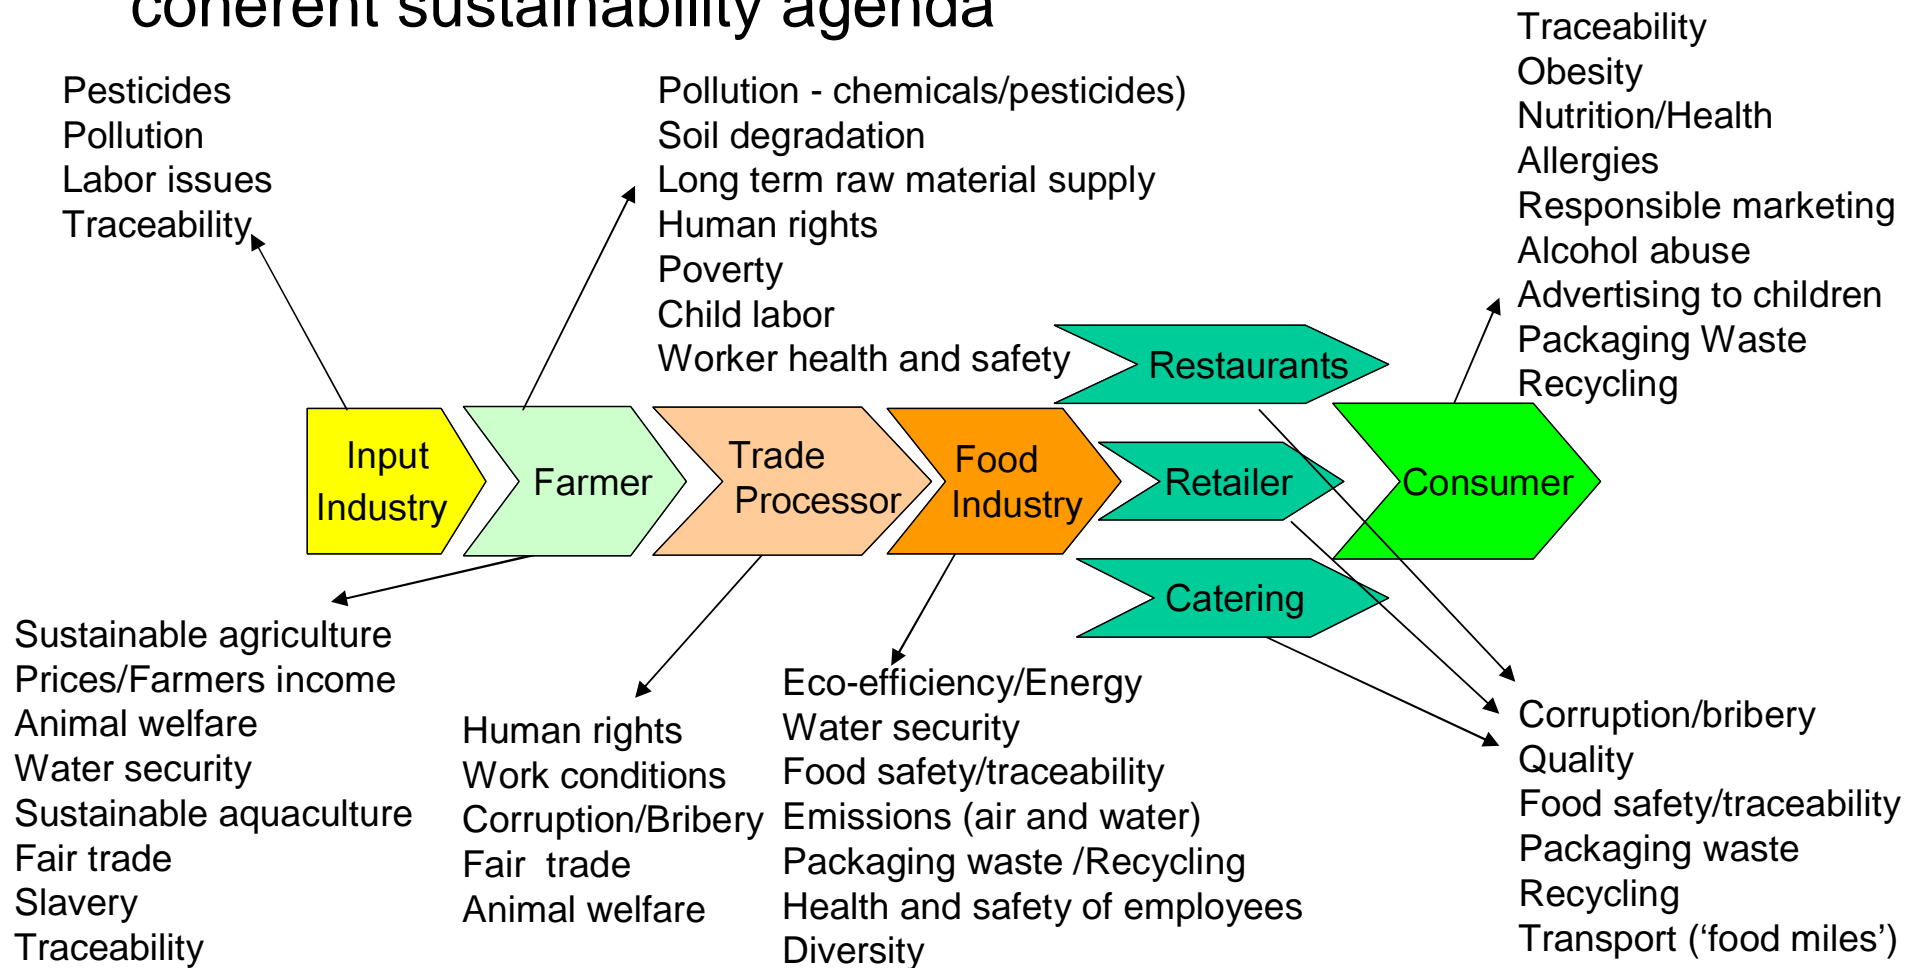 coherent sustainability agenda
Pesticides
Pollution
Labor issues
Traceability
Pollution - chemicals/pesticides)
Soil degradation
Long term raw material supply
Human rights
Poverty
Child labor
Worker health and safety
Traceability
Obesity
Nutrition/Health
Allergies
Responsible marketing
Alcohol abuse
Advertising to children
Packaging Waste
Recycling
Input
Industry
Farmer
Trade
Processor
Food
Industry
Restaurants
Retailer
Catering
Consumer
Sustainable agriculture
Prices/Farmers income
Animal welfare
Water security
Sustainable aquaculture
Fair trade
Slavery
Traceability
Human rights
Work conditions
Corruption/Bribery
Fair  trade
Animal welfare
Eco-efficiency/Energy
Water security
Food safety/traceability
Emissions (air and water)
Packaging waste /Recycling
Health and safety of employees
Diversity
Corruption/bribery
Quality
Food safety/traceability
Packaging waste
Recycling
Transport (‘food miles’)